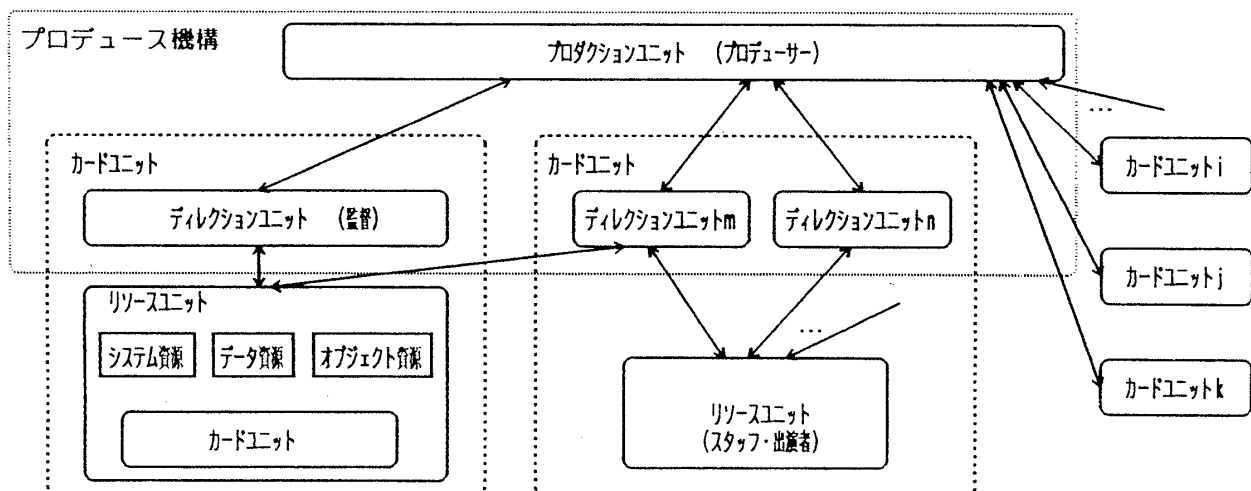 プロデュース機構
プロダクションユニット (プロデューサー)
...
カードユニット
カードユニット
カードユニットi
ディレクションユニット (監督)
ディレクションユニットm
ディレクションユニットn
カードユニットj
リソースユニット
システム資源
データ資源
オブジェクト資源
...
カードユニットk
カードユニット
リソースユニット
(スタッフ・出演者)